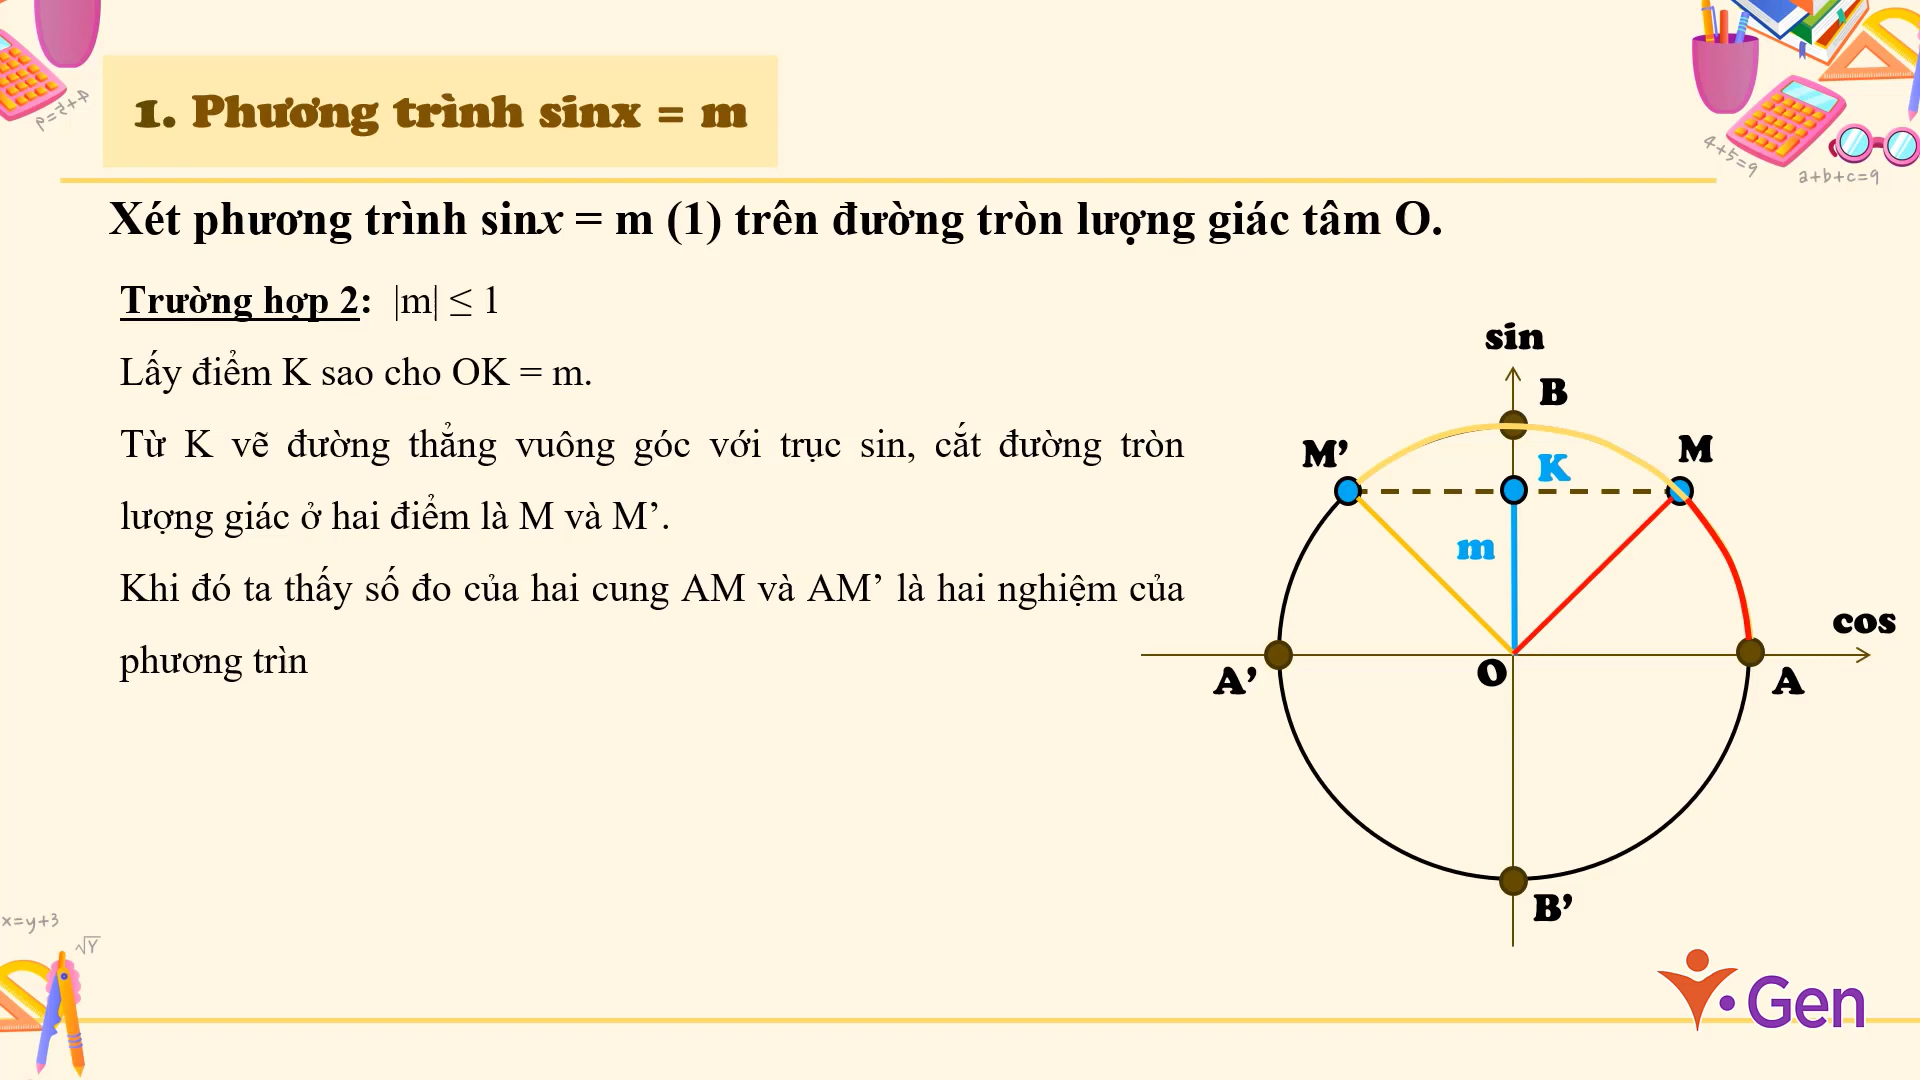 p=2+4
4+5=9
a+b+c=9
1. Phương trình sinx = m
Xét phương trình sinx = m (1) trên đường tròn lượng giác tâm O.
Trường hợp 2: |m| ≤ 1
Lấy điểm K sao cho OK = m.
Từ K vẽ đường thẳng vuông góc với trục sin, cắt đường tròn
lượng giác ở hai điểm là M và M’.
Khi đó ta thấy số đo của hai cung AM và AM’ là hai nghiệm của
phương trìn
sin
B
M’
K
M
m
cos
A’
O
A
B’
x=y+3
√Y
Gen